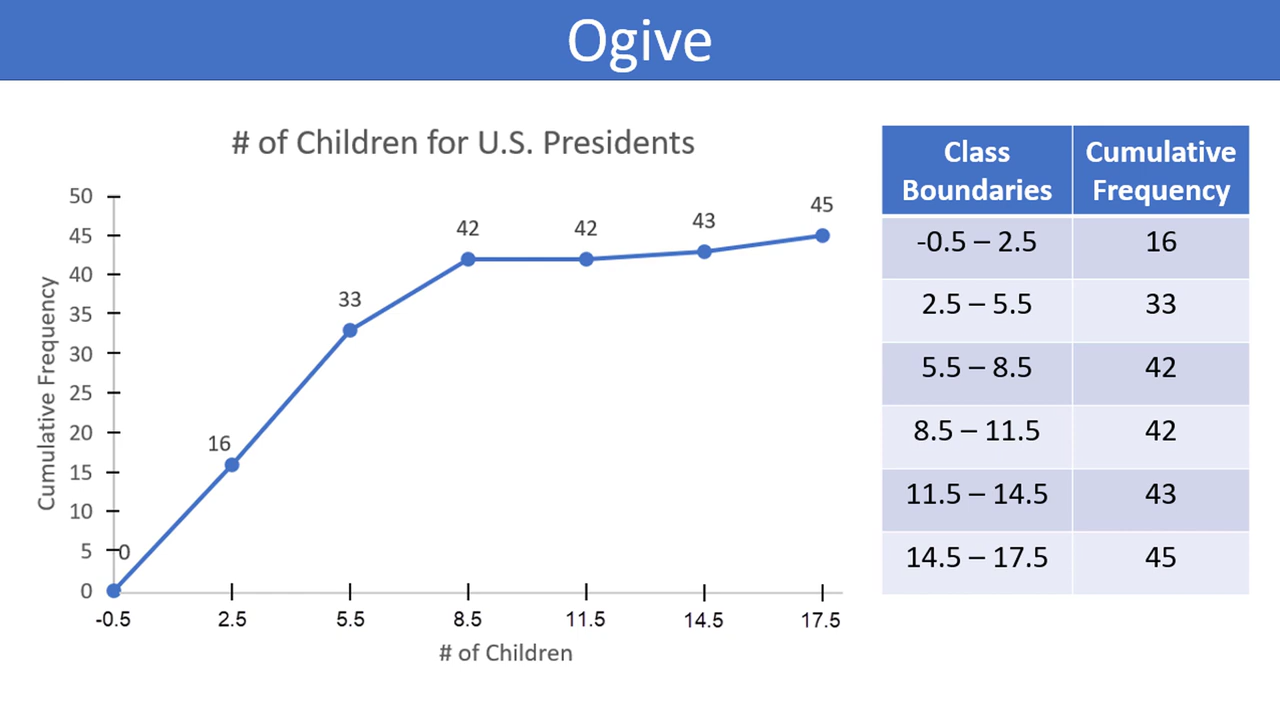 Ogive
# of Children for U.S. Presidents
Cumulative Frequency
50
45
40
35
30
25
20
15
10
5
0
0
16
33
42
42
43
45
-0.5 2.5 5.5 8.5 11.5 14.5 17.5
# of Children
Class Cumulative
Boundaries Frequency
-0.5 – 2.5 16
2.5 – 5.5 33
5.5 – 8.5 42
8.5 – 11.5 42
11.5 – 14.5 43
14.5 – 17.5 45